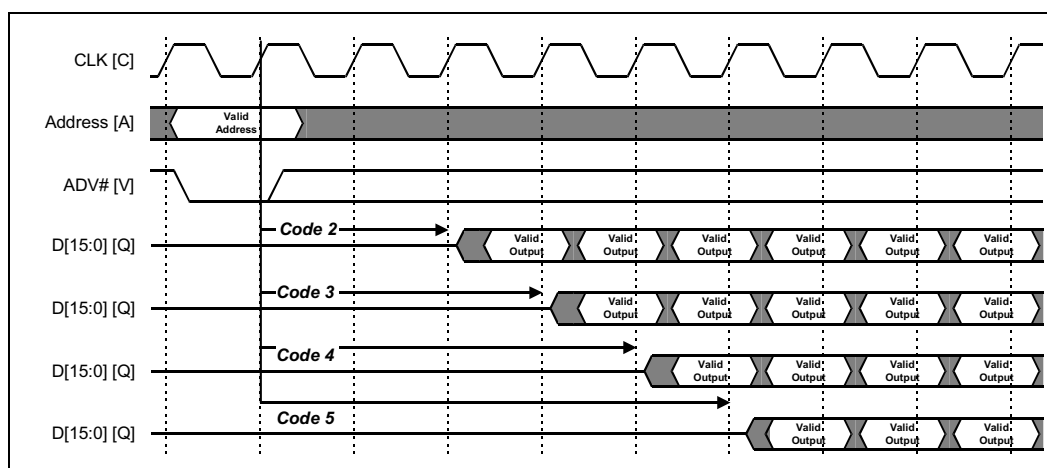 CLK [C]
Address [A]
Valid
Address
ADV# [V]
Code 2
D[15:0] [Q]
Valid
Output
Valid
Output
Valid
Output
Valid
Output
Valid
Output
Valid
Output
Code 3
D[15:0] [Q]
Valid
Output
Valid
Output
Valid
Output
Valid
Output
Valid
Output
Code 4
D[15:0] [Q]
Valid
Output
Valid
Output
Valid
Output
Valid
Output
Code 5
D[15:0] [Q]
Valid
Output
Valid
Output
Valid
Output